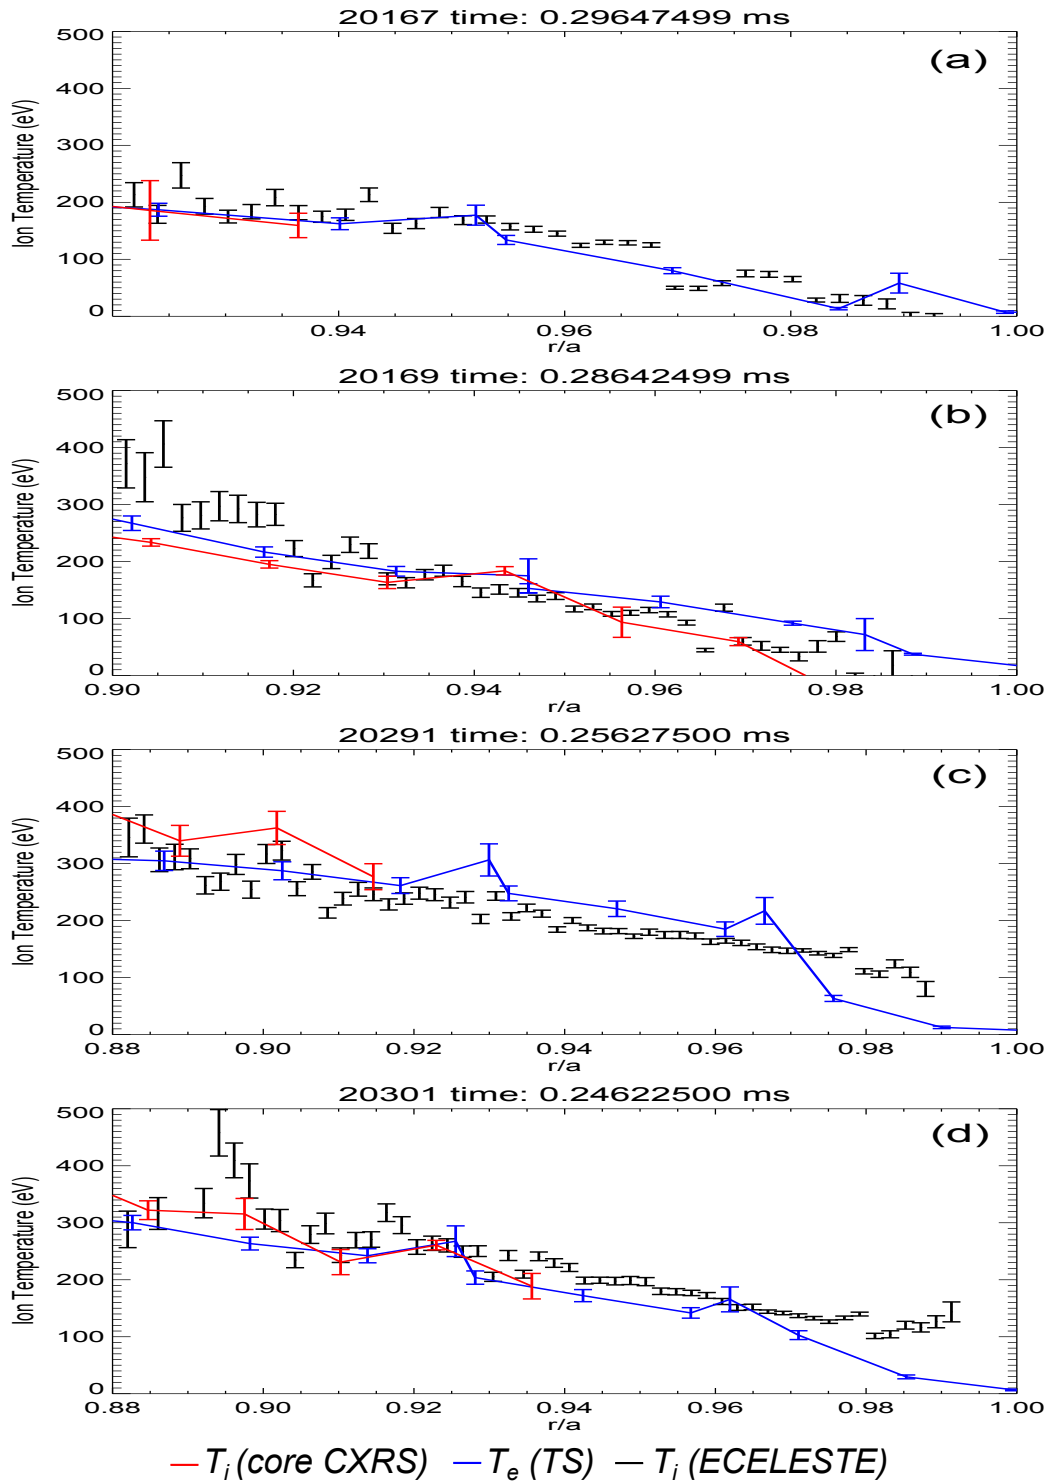 20167 time: 0.29647499 ms
(a)
Ion Temperature (eV)
500
400
300
200
100
0
0.94 0.96 0.98 1.00
r/a
20169 time: 0.28642499 ms
(b)
Ion Temperature (eV)
500
400
300
200
100
0
0.90 0.92 0.94 0.96 0.98 1.00
r/a
20291 time: 0.25627500 ms
(c)
Ion Temperature (eV)
500
400
300
200
100
0
0.88 0.90 0.92 0.94 0.96 0.98 1.00
r/a
20301 time: 0.24622500 ms
(d)
Ion Temperature (eV)
500
400
300
200
100
0
0.88 0.90 0.92 0.94 0.96 0.98 1.00
r/a
T_i (core CXRS) T_e (TS) T_i (ECELESTE)